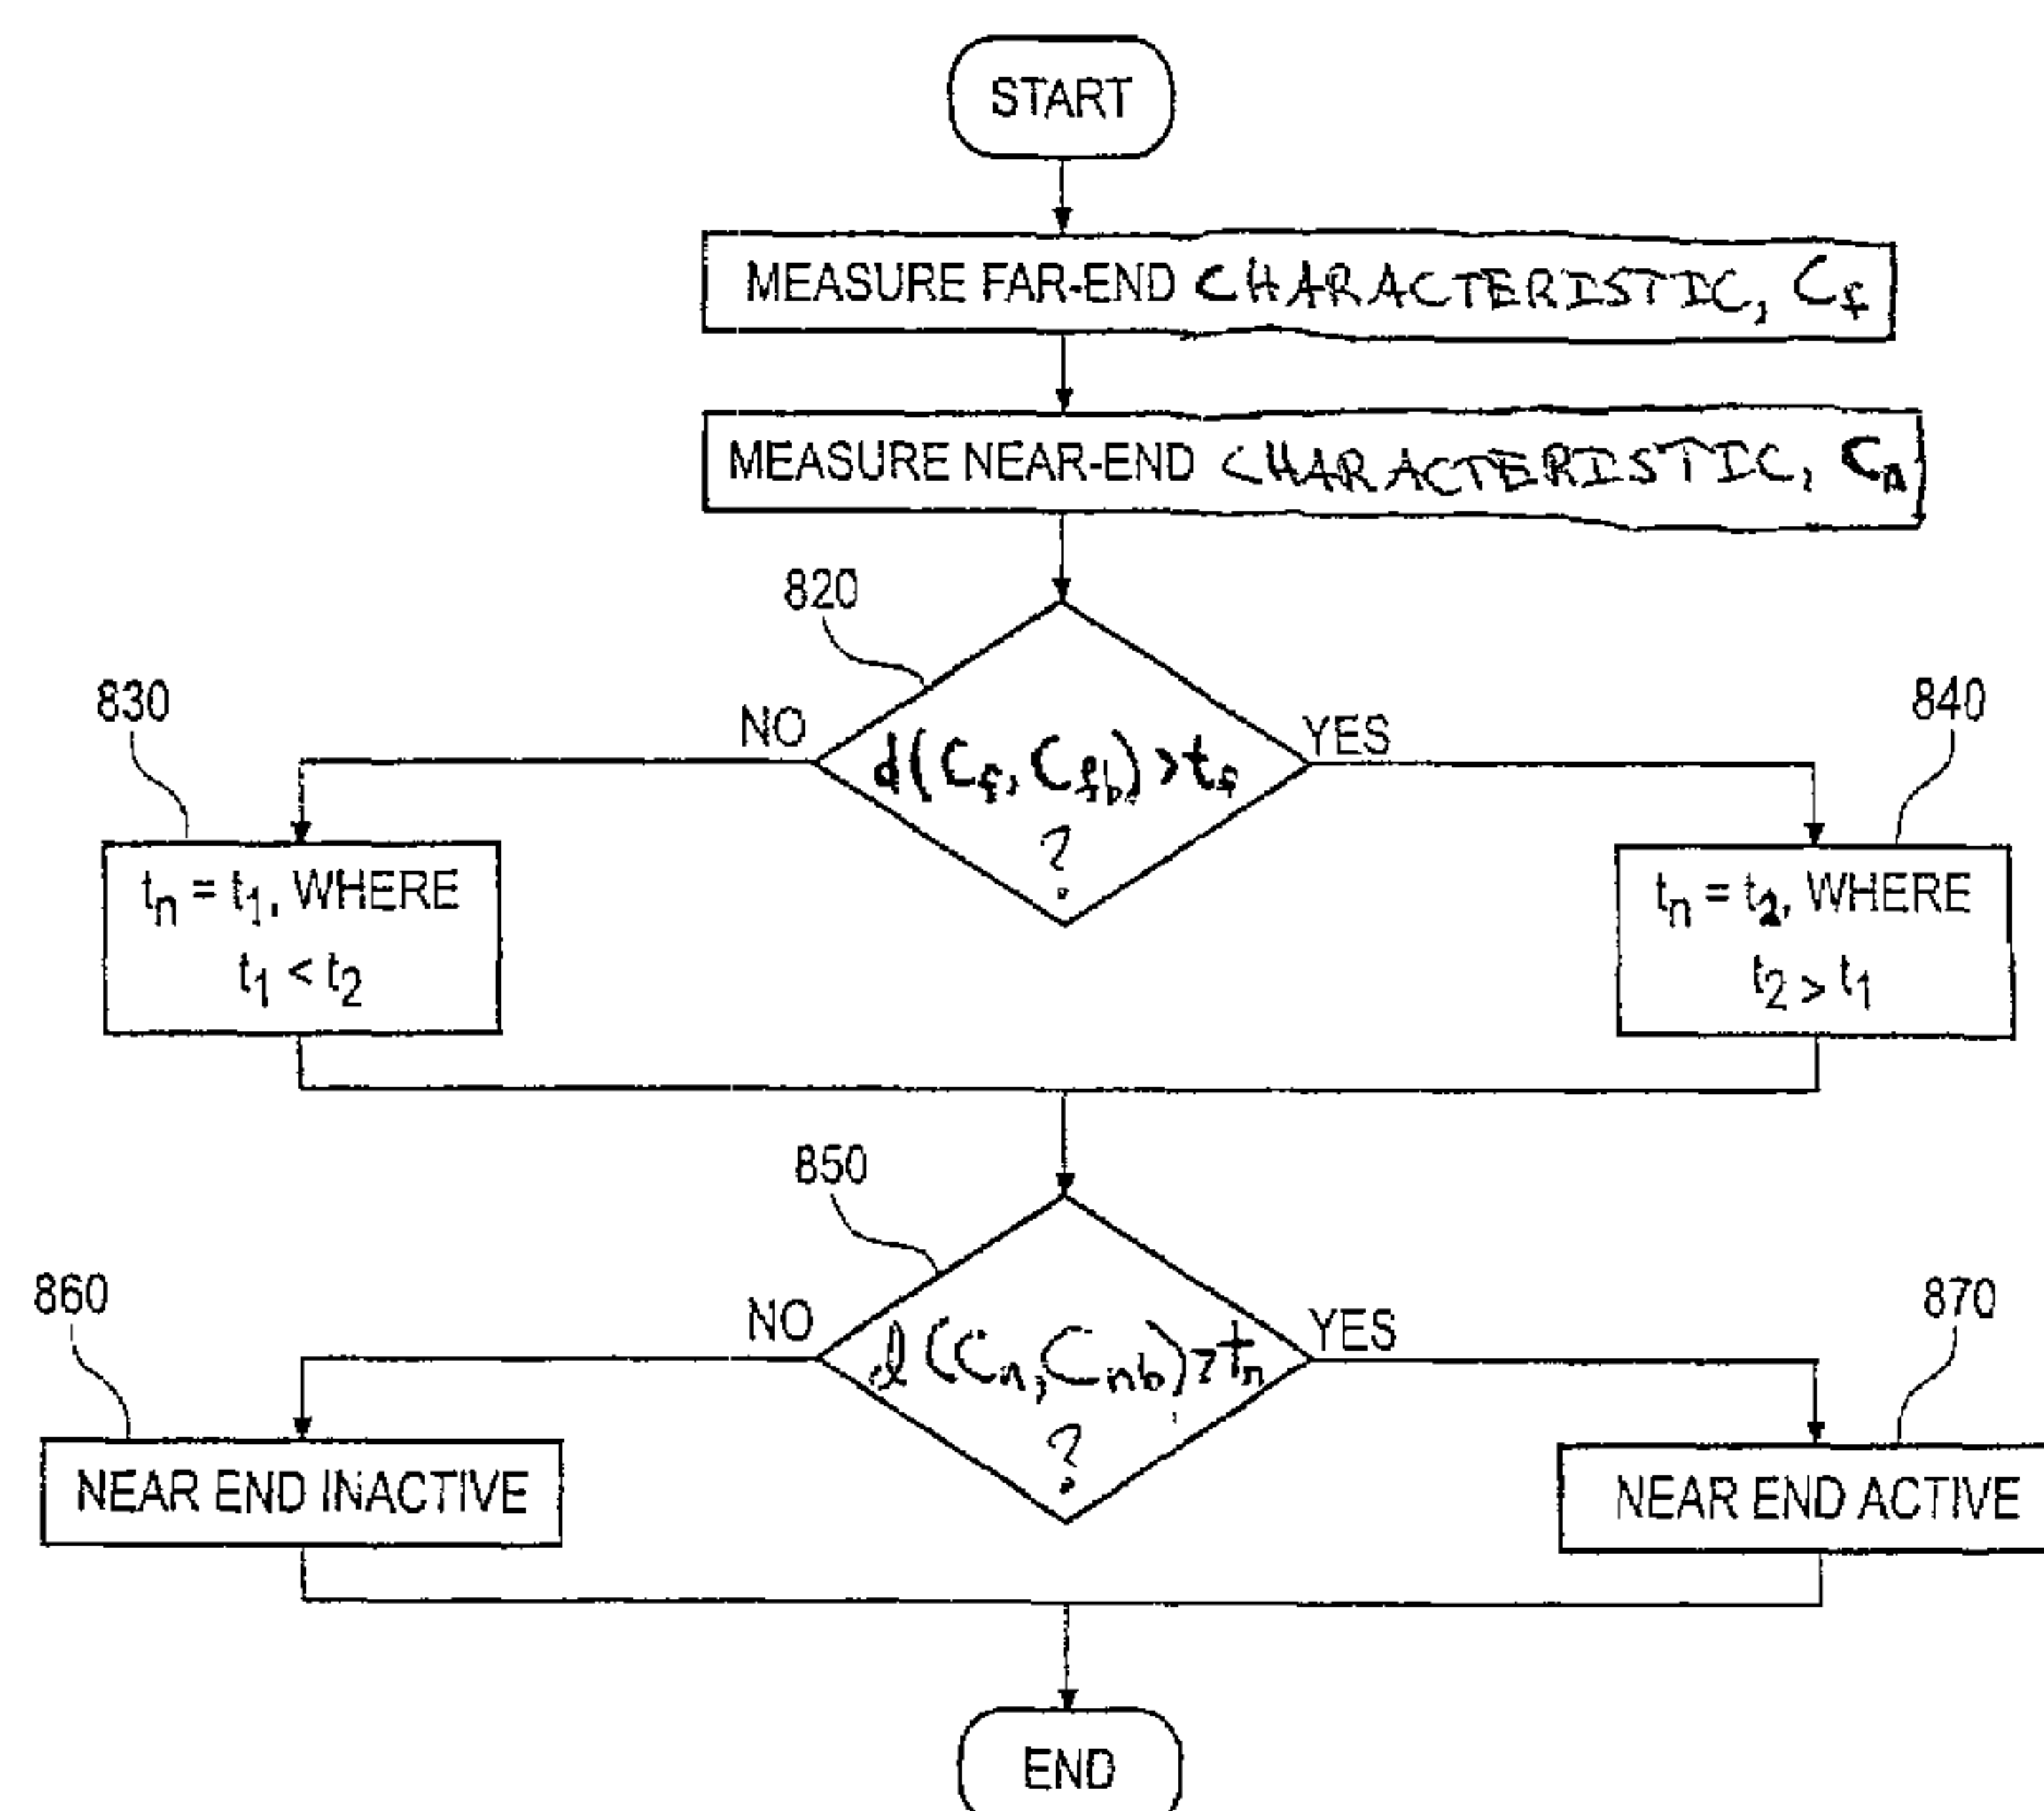 START
MEASURE FAR-END CHARACTERISTIC, Cf
MEASURE NEAR-END CHARACTERISTIC, Cn
820
830
NO
YES
840
d(Cf, Cfb) > tf
?
tn = t1, WHERE
t1 < t2
tn = t2, WHERE
t2 > t1
850
860
NO
YES
870
d(Cn, Cnb) > tn
?
NEAR END INACTIVE
NEAR END ACTIVE
END